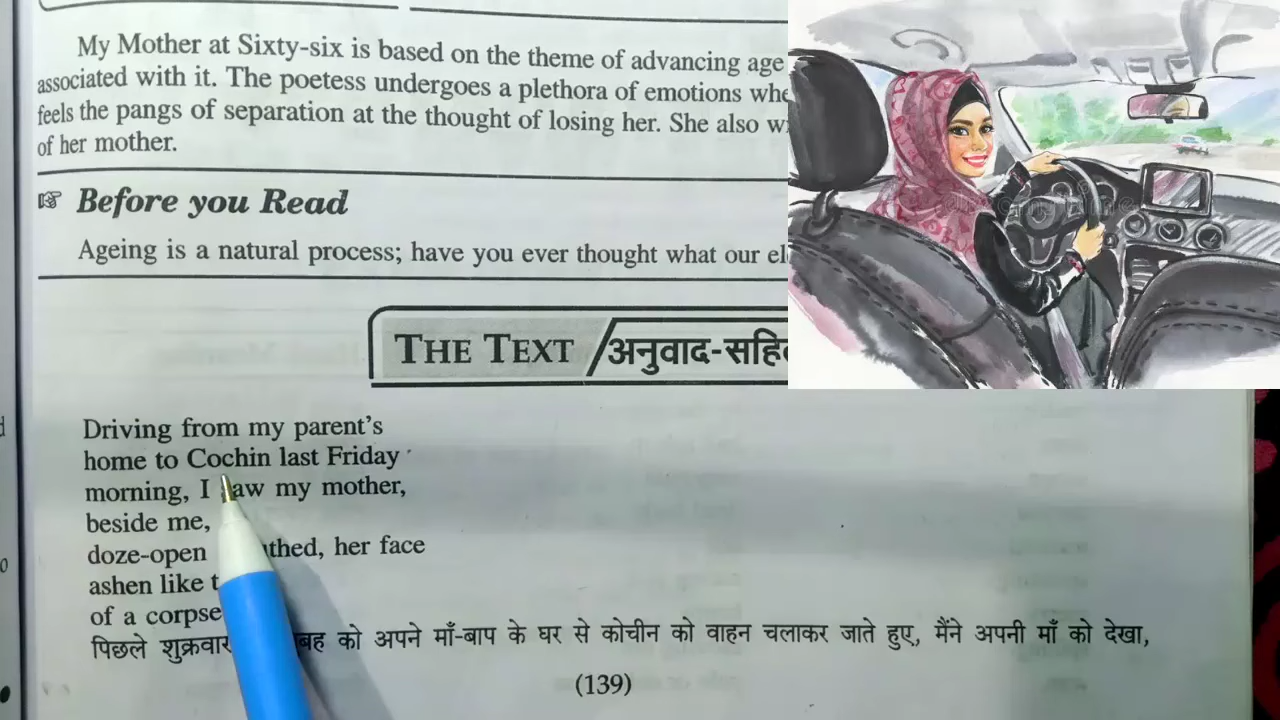 My Mother at Sixty-six is based on the theme of advancing age
associated with it. The poetess undergoes a plethora of emotions
feels the pangs of separation at the thought of losing her. She also
of her mother.
Before you Read
Ageing is a natural process; have you ever thought what our
THE TEXT / अनुवाद-सहि
Driving from my parent's
home to Cochin last Friday
morning, I saw my mother,
beside me,
doze-open her face
ashen like
of a corpse
पिछले शुक्रवार को अपने माँ-बाप के घर से कोचीन को वाहन चलाकर जाते हुए, मैंने अपनी माँ को देखा,
(139)